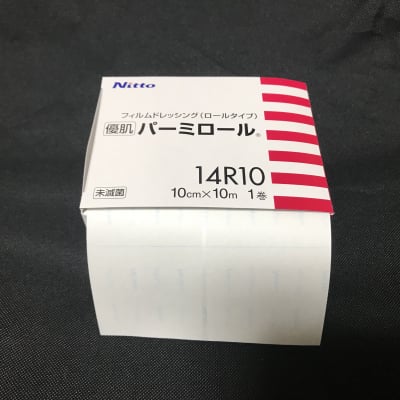 Nitto
フィルムドレッシング（ロールタイプ）
優肌 パーミロール®
14R10
未滅菌 10cm×10m 1巻